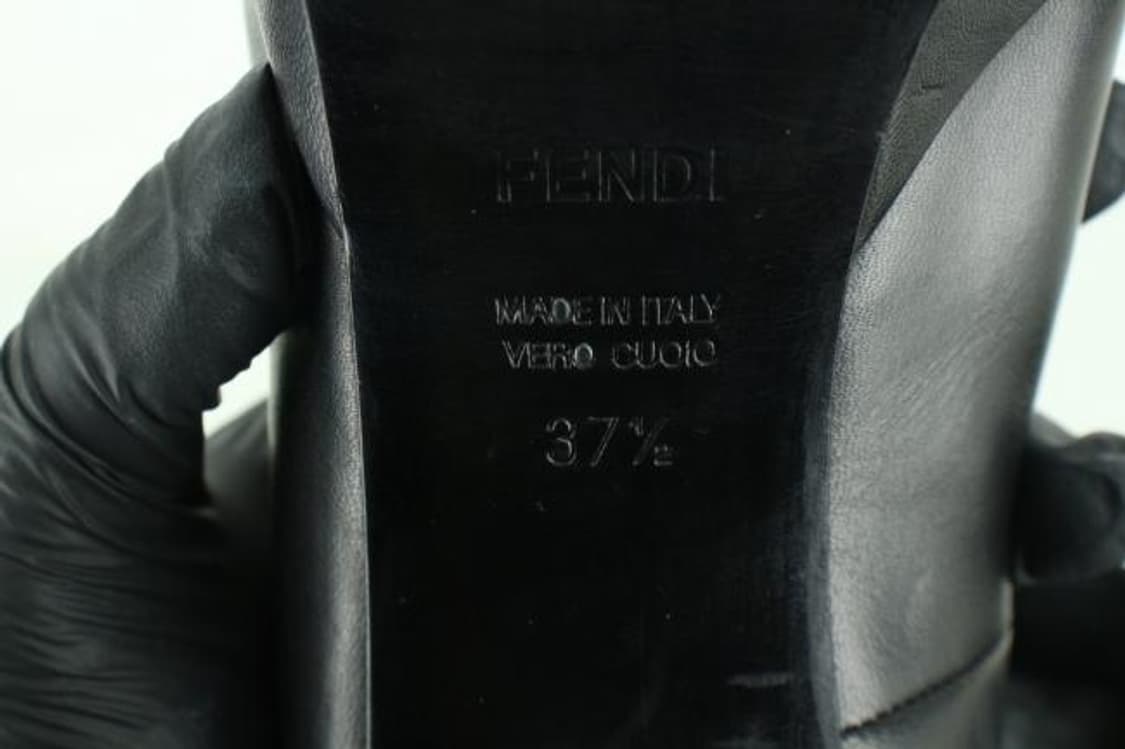 FENDI
MADE IN ITALY
VERO CUOIO
37½